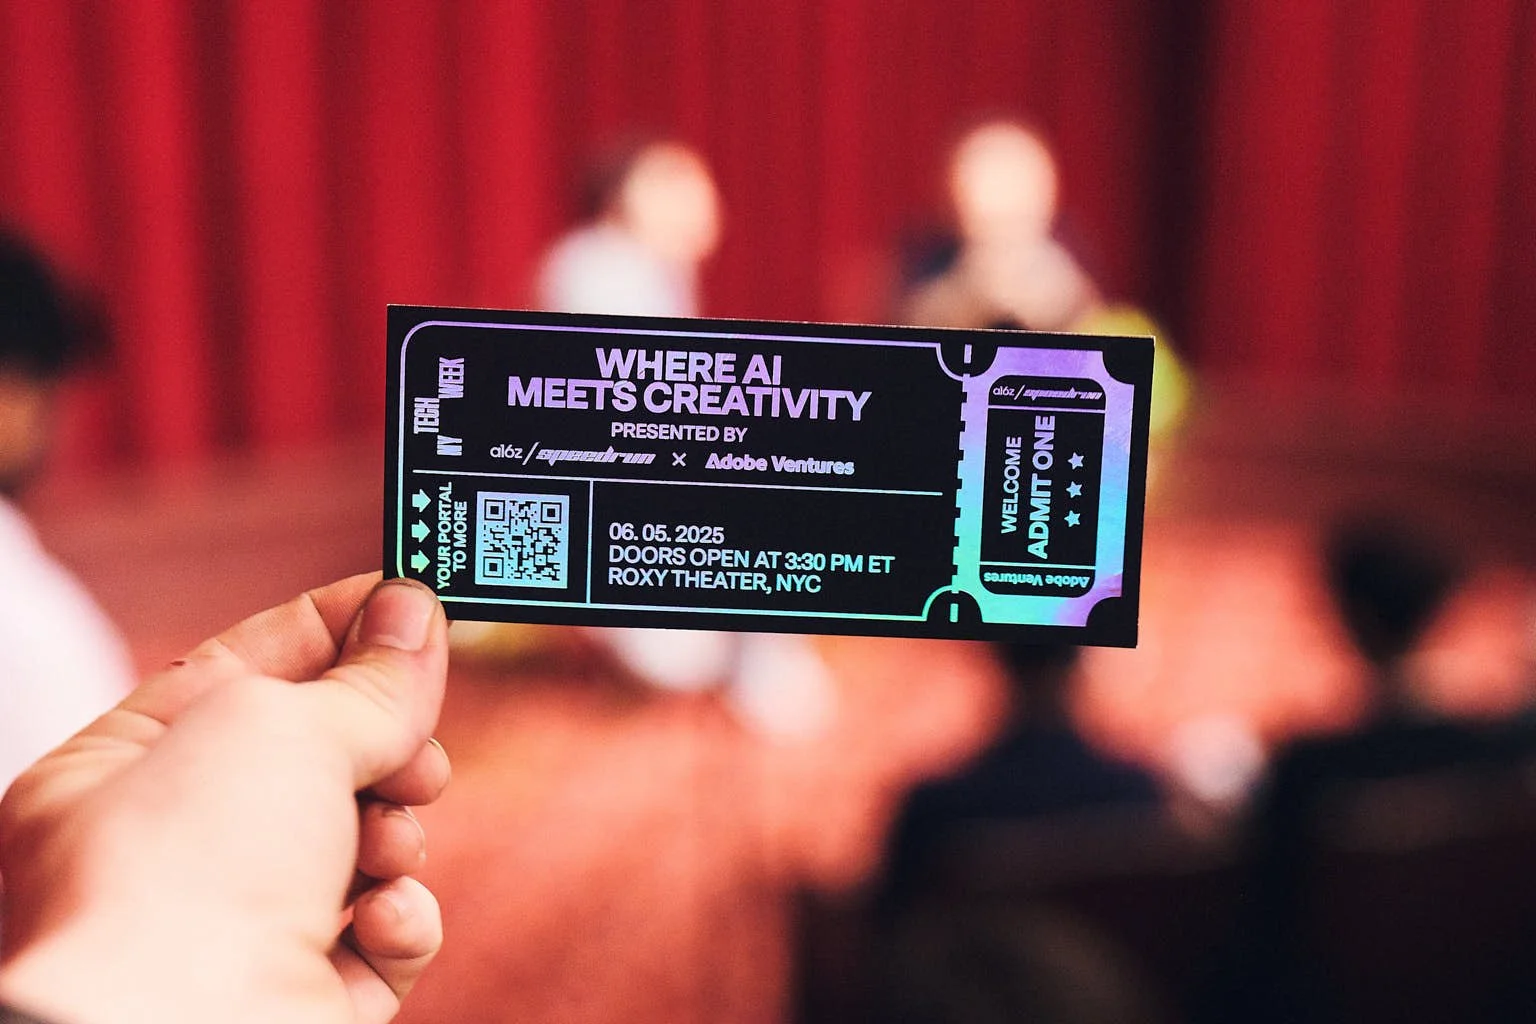 NY TECH WEEK
WHERE AI
MEETS CREATIVITY
PRESENTED BY
a16z/speedrun × Adobe Ventures
YOUR PORTAL
TO MORE
06. 05. 2025
DOORS OPEN AT 3:30 PM ET
ROXY THEATER, NYC
a16z/speedrun
WELCOME
ADMIT ONE
Adobe Ventures